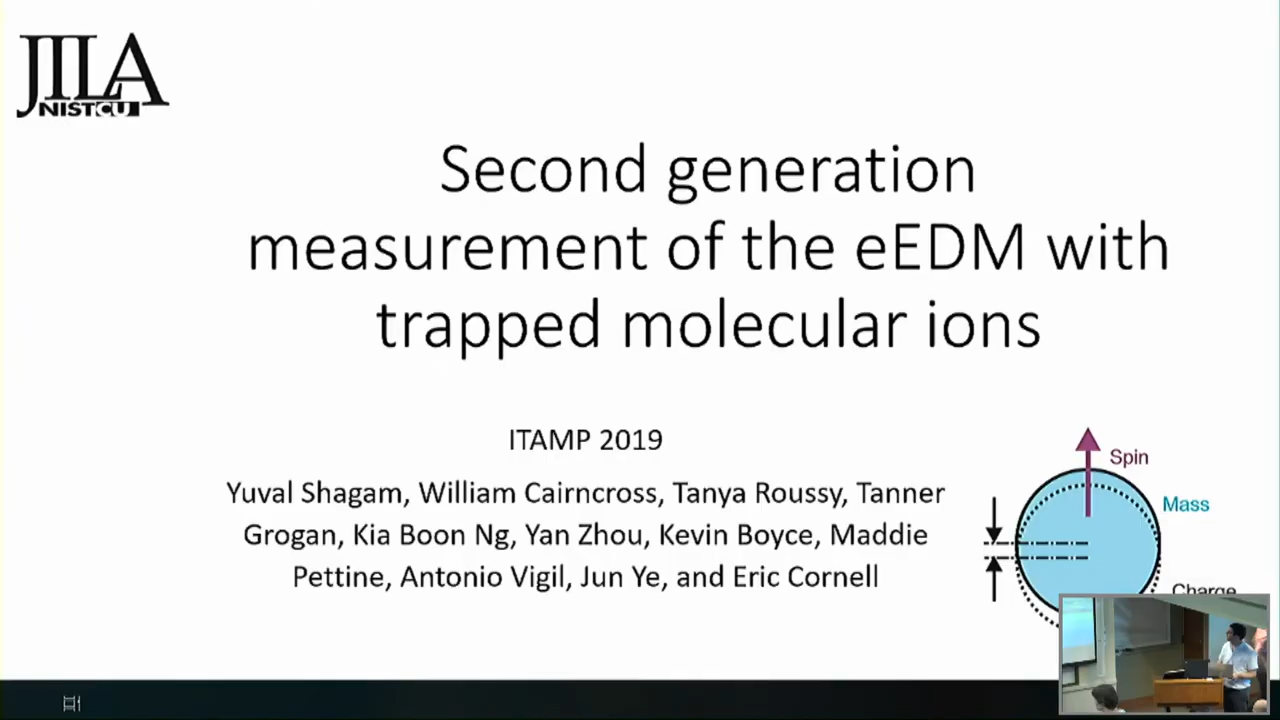 JILA
NIST CU
Second generation
measurement of the eEDM with
trapped molecular ions
ITAMP 2019
Yuval Shagam, William Cairncross, Tanya Roussy, Tanner
Grogan, Kia Boon Ng, Yan Zhou, Kevin Boyce, Maddie
Pettine, Antonio Vigil, Jun Ye, and Eric Cornell
Spin
Mass
Charge